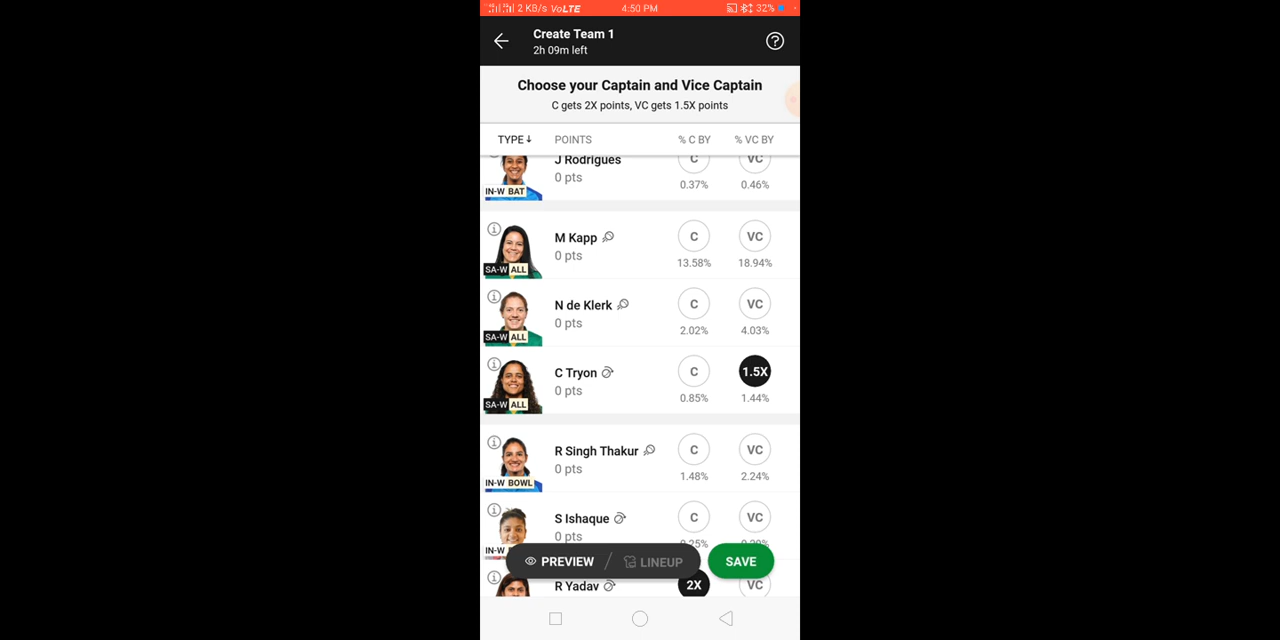 2 KB/s VoLTE 4:50 PM 32%
Create Team 1
2h 09m left
Choose your Captain and Vice Captain
C gets 2X points, VC gets 1.5X points
TYPE↓ POINTS % C BY % VC BY
J Rodrigues C VC
0 pts 0.37% 0.46%
IN-W BAT
M Kapp C VC
0 pts 13.58% 18.94%
SA-W ALL
N de Klerk C VC
0 pts 2.02% 4.03%
SA-W ALL
C Tryon C 1.5X
0 pts 0.85% 1.44%
SA-W ALL
R Singh Thakur C VC
0 pts 1.48% 2.24%
IN-W BOWL
S Ishaque C VC
0 pts
IN-W
PREVIEW / LINEUP SAVE
R Yadav 2X VC